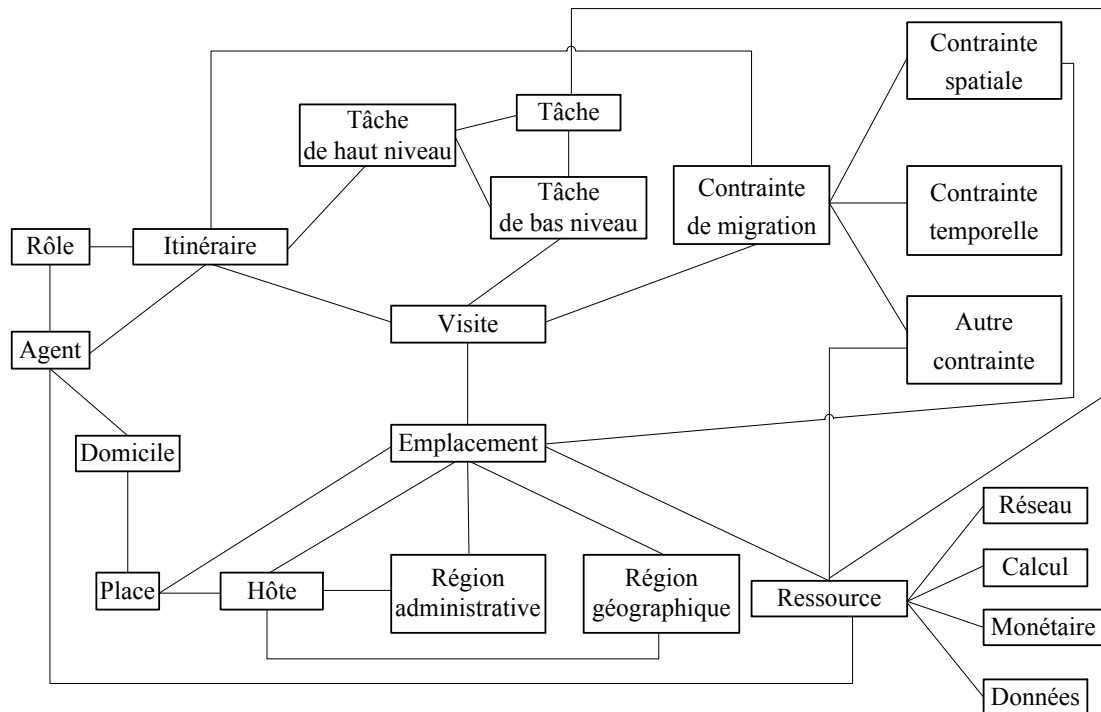 Contrainte
spatiale
Tâche
Tâche
de haut niveau
Tâche
de bas niveau
Contrainte
de migration
Contrainte
temporelle
Rôle
Itinéraire
Visite
Agent
Autre
contrainte
Domicile
Emplacement
Réseau
Place
Hôte
Région
administrative
Région
géographique
Ressource
Calcul
Monétaire
Données